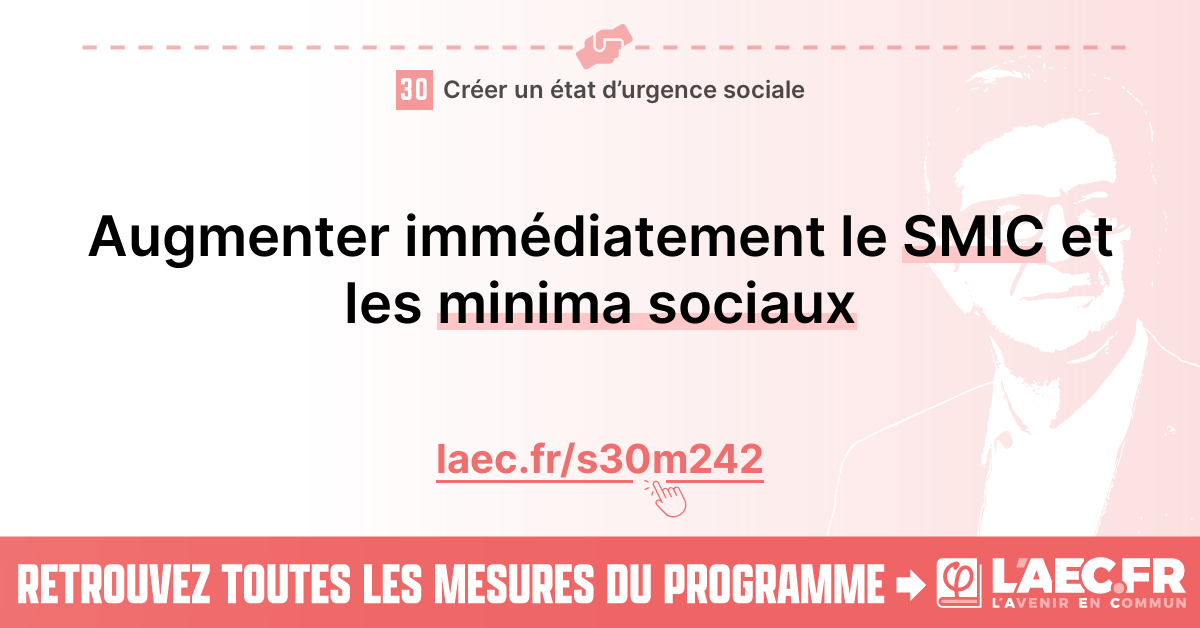 30 Créer un état d’urgence sociale
Augmenter immédiatement le SMIC et
les minima sociaux
laec.fr/s30m242
RETROUVEZ TOUTES LES MESURES DU PROGRAMME
φ L'AEC.FR
L'AVENIR EN COMMUN